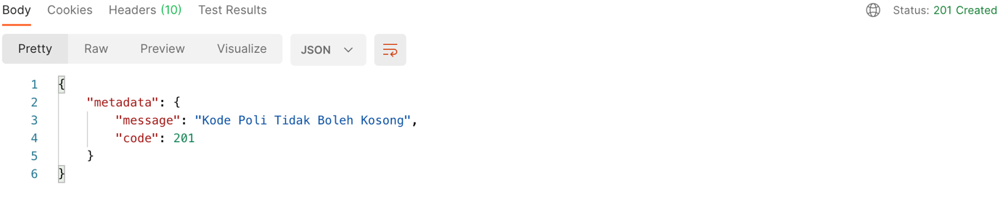 Body Cookies Headers (10) Test Results Status: 201 Created
Pretty Raw Preview Visualize JSON
1 {
2 "metadata": {
3 "message": "Kode Poli Tidak Boleh Kosong",
4 "code": 201
5 }
6 }